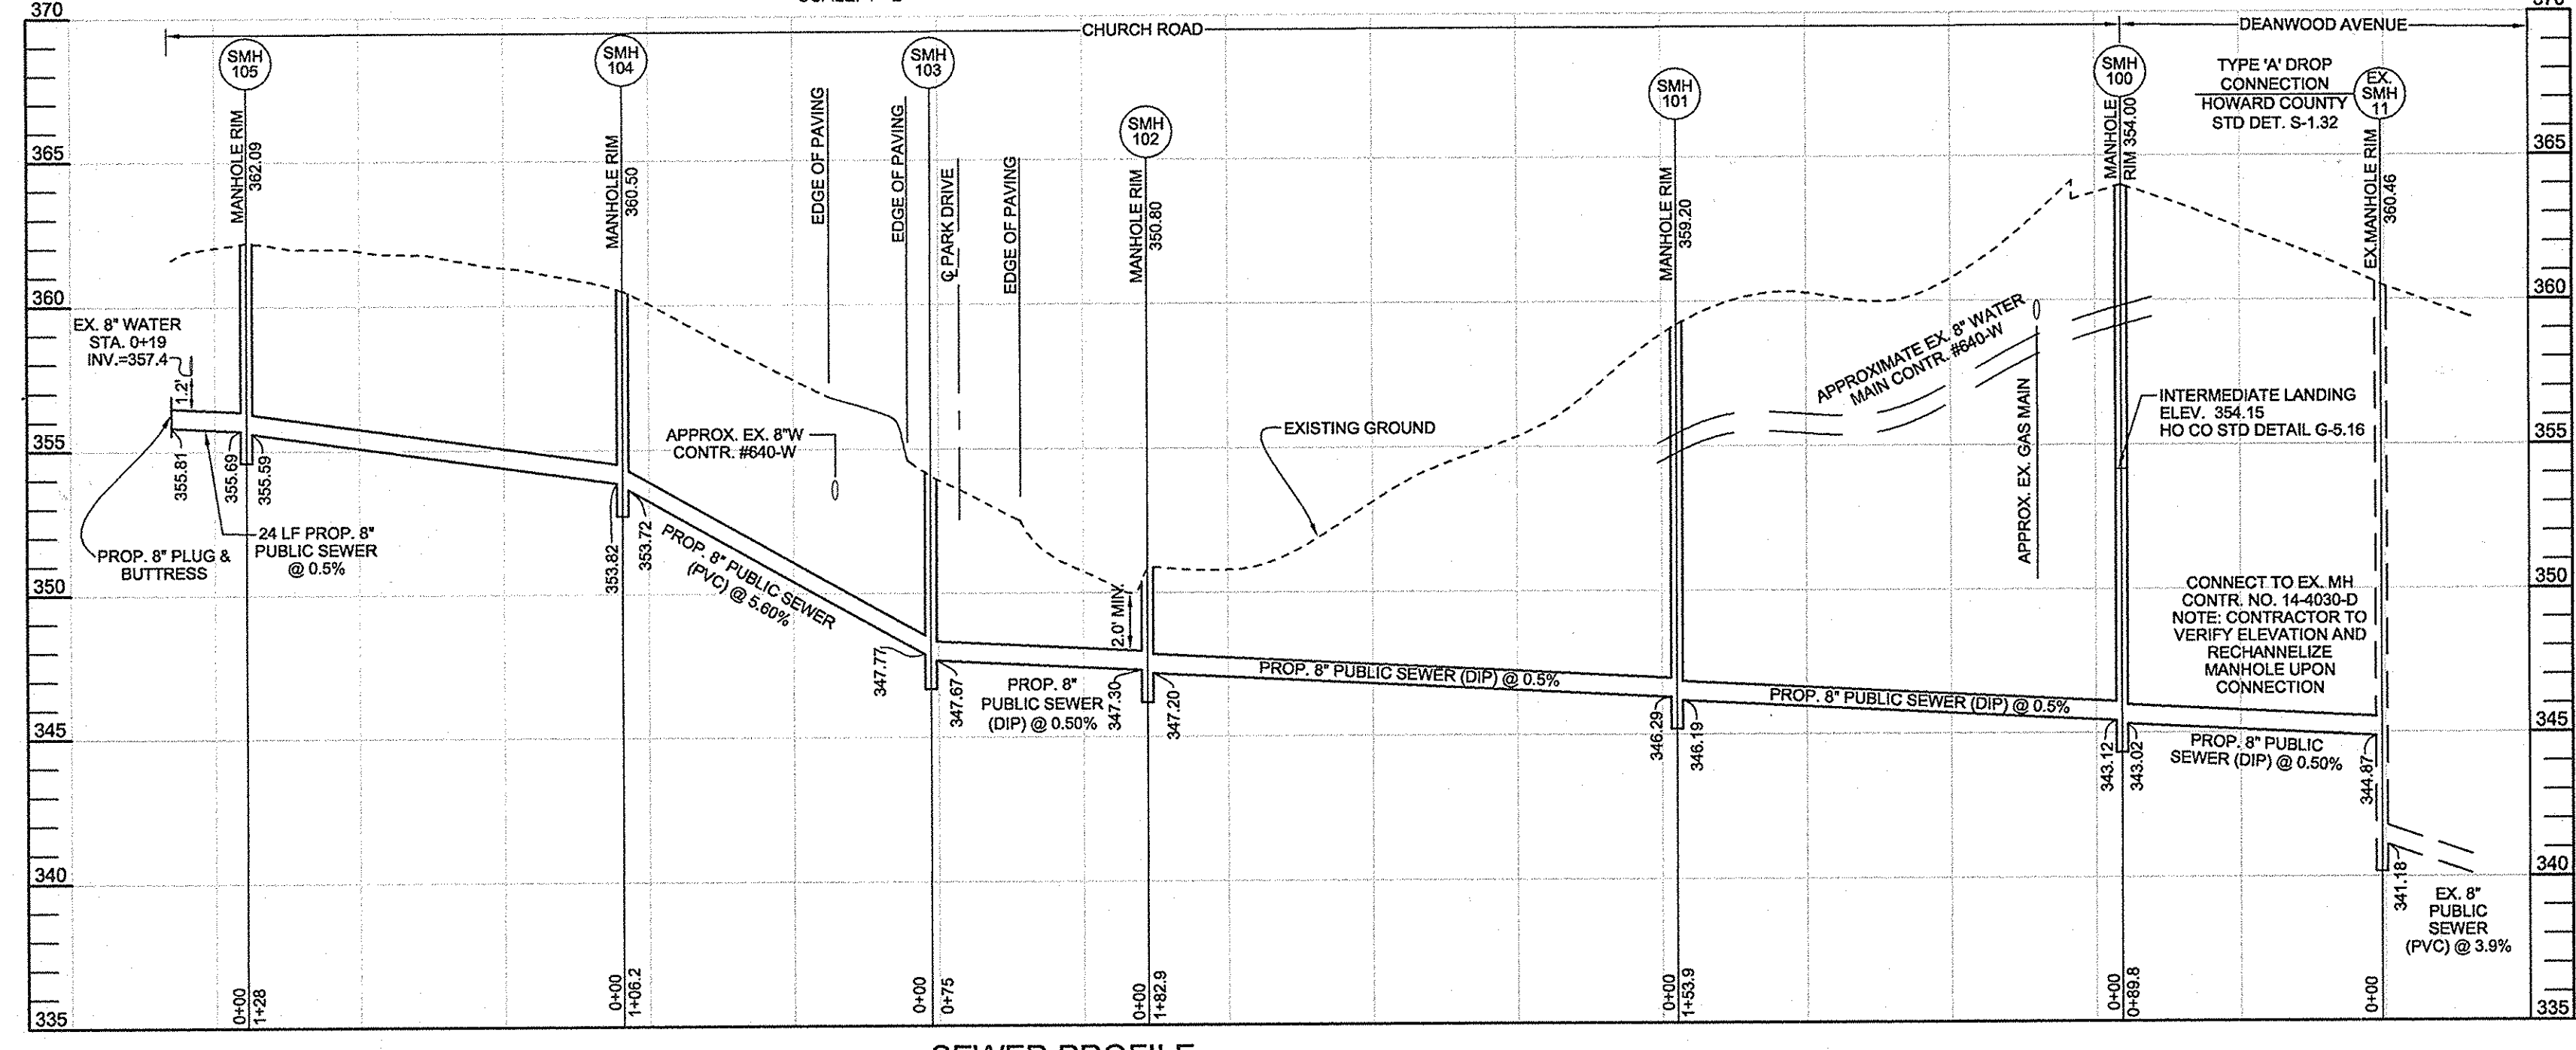 370
CHURCH ROAD
DEANWOOD AVENUE
SMH
105
SMH
104
SMH
103
SMH
102
SMH
101
SMH
100
EX.
SMH
11
TYPE 'A' DROP
CONNECTION
HOWARD COUNTY
STD DET. S-1.32
MANHOLE RIM
362.09
MANHOLE RIM
360.50
EDGE OF PAVING
EDGE OF PAVING
℄ PARK DRIVE
EDGE OF PAVING
MANHOLE RIM
350.80
MANHOLE RIM
359.20
MANHOLE
RIM 354.00
EX.MANHOLE RIM
360.46
365
365
360
360
EX. 8" WATER
STA. 0+19
INV.=357.4
1.2'
APPROXIMATE EX. 8" WATER
MAIN CONTR. #640-W
APPROX. EX. GAS MAIN
INTERMEDIATE LANDING
ELEV. 354.15
HO CO STD DETAIL G-5.16
EXISTING GROUND
APPROX. EX. 8"W
CONTR. #640-W
355
355
355.81
355.69
355.59
24 LF PROP. 8"
PUBLIC SEWER
@ 0.5%
PROP. 8" PLUG &
BUTTRESS
353.82
353.72
PROP. 8" PUBLIC SEWER
(PVC) @ 5.60%
350
350
2.0' MIN.
CONNECT TO EX. MH
CONTR. NO. 14-4030-D
NOTE: CONTRACTOR TO
VERIFY ELEVATION AND
RECHANNELIZE
MANHOLE UPON
CONNECTION
347.77
347.67
PROP. 8"
PUBLIC SEWER
(DIP) @ 0.50%
347.30
347.20
PROP. 8" PUBLIC SEWER (DIP) @ 0.5%
346.29
346.19
PROP. 8" PUBLIC SEWER (DIP) @ 0.5%
343.12
343.02
PROP. 8" PUBLIC
SEWER (DIP) @ 0.50%
344.87
345
345
340
340
341.18
EX. 8"
PUBLIC
SEWER
(PVC) @ 3.9%
335
335
0+00
1+28
0+00
1+06.2
0+00
0+75
0+00
1+82.9
0+00
1+53.9
0+00
0+89.8
0+00
SEWER PROFILE